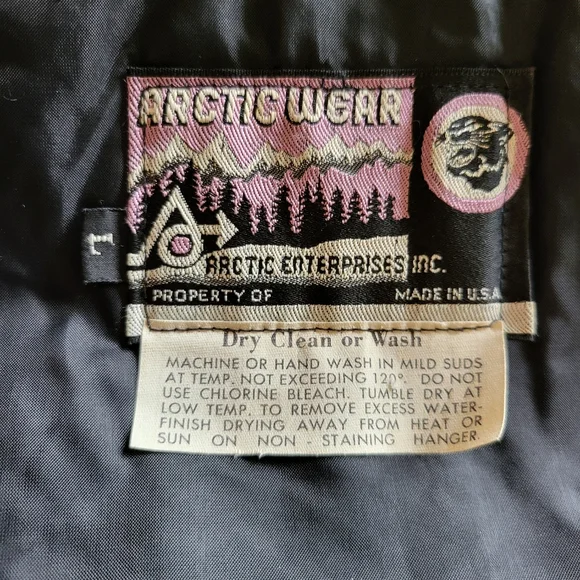 ARCTIC WEAR
L
ARCTIC ENTERPRISES INC.
PROPERTY OF MADE IN U.S.A
Dry Clean or Wash
MACHINE OR HAND WASH IN MILD SUDS
AT TEMP. NOT EXCEEDING 120°. DO NOT
USE CHLORINE BLEACH. TUMBLE DRY AT
LOW TEMP. TO REMOVE EXCESS WATER-
FINISH DRYING AWAY FROM HEAT OR
SUN ON NON - STAINING HANGER.